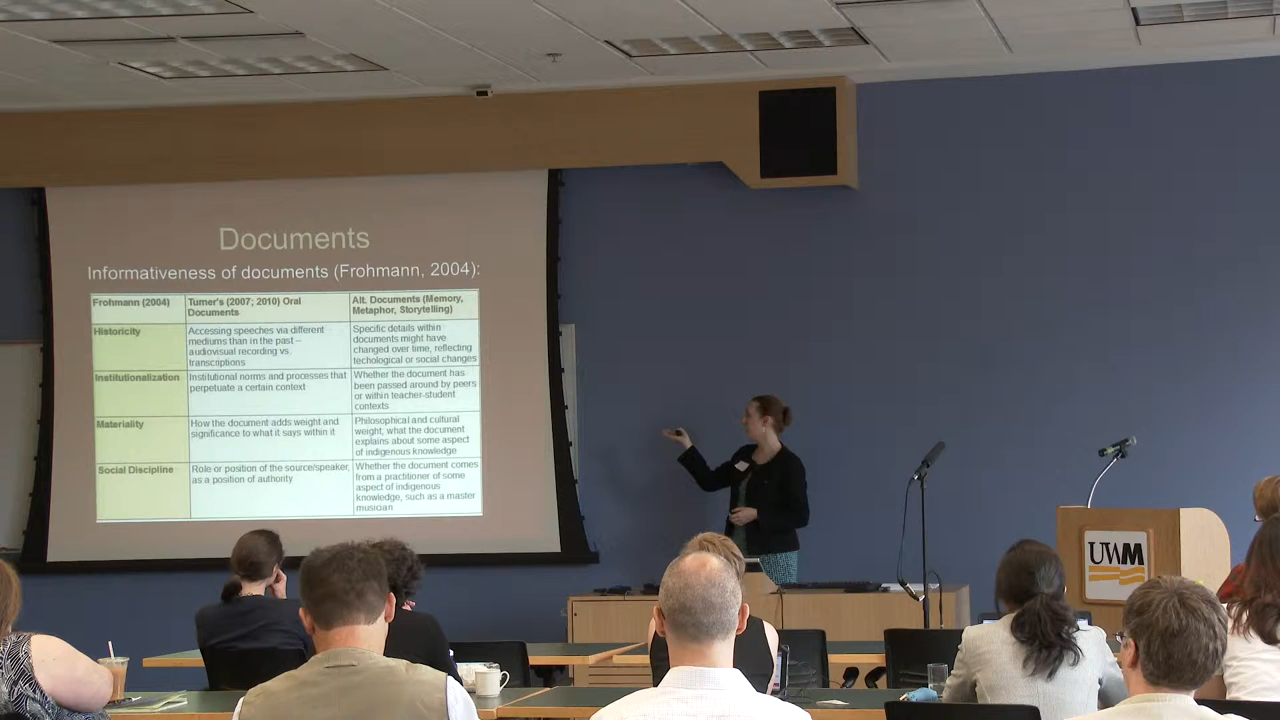 Documents
Informativeness of documents (Frohmann, 2004):
Frohmann (2004)
Turner's (2007; 2010) Oral
Documents
Alt. Documents (Memory,
Metaphor, Storytelling)
Historicity
Accessing speeches via different
mediums than in the past –
audiovisual recording vs.
transcriptions
Specific details within
documents might have
changed over time, reflecting
techological or social changes
Institutionalization
Institutional norms and processes that
perpetuate a certain context
Whether the document has
been passed around by peers
or within teacher-student
contexts
Materiality
How the document adds weight and
significance to what it says within it
Philosophical and cultural
weight, what the document
explains about some aspect
of indigenous knowledge
Social Discipline
Role or position of the source/speaker,
as a position of authority
Whether the document comes
from a practitioner of some
aspect of indigenous
knowledge, such as a master
musician
UWM